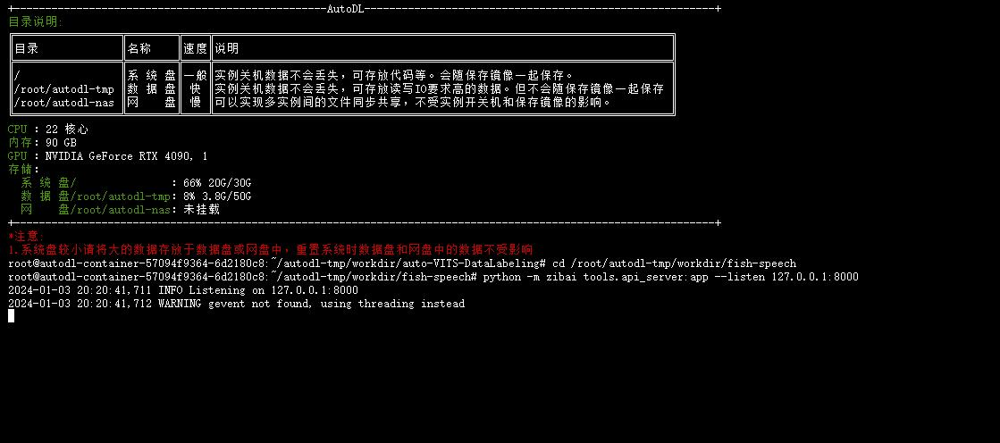 +--------------------------------------------------AutoDL--------------------------------------------------------+
目录说明:
目录 名称 速度 说明
/ 系 统 盘 一般 实例关机数据不会丢失，可存放代码等。会随保存镜像一起保存。
/root/autodl-tmp 数 据 盘 快 实例关机数据不会丢失，可存放读写IO要求高的数据。但不会随保存镜像一起保存
/root/autodl-nas 网 盘 慢 可以实现多实例间的文件同步共享，不受实例开关机和保存镜像的影响。
CPU : 22 核心
内存: 90 GB
GPU : NVIDIA GeForce RTX 4090, 1
存储:
系 统 盘/ : 66% 20G/30G
数 据 盘/root/autodl-tmp: 8% 3.8G/50G
网 盘/root/autodl-nas: 未挂载
+----------------------------------------------------------------------------------------------------------------+
*注意:
1.系统盘较小请将大的数据存放于数据盘或网盘中，重置系统时数据盘和网盘中的数据不受影响
root@autodl-container-57094f9364-6d2180c8:~/autodl-tmp/workdir/auto-VITS-DataLabeling# cd /root/autodl-tmp/workdir/fish-speech
root@autodl-container-57094f9364-6d2180c8:~/autodl-tmp/workdir/fish-speech# python -m zibai tools.api_server:app --listen 127.0.0.1:8000
2024-01-03 20:20:41,711 INFO Listening on 127.0.0.1:8000
2024-01-03 20:20:41,712 WARNING gevent not found, using threading instead